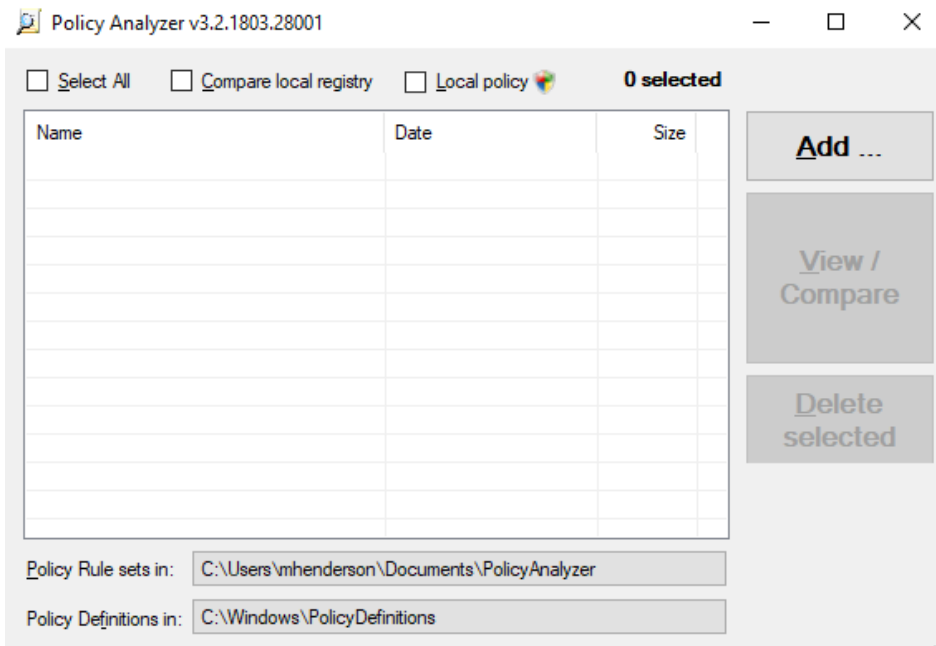 Policy Analyzer v3.2.1803.28001
Select All Compare local registry Local policy 0 selected
Name Date Size
Add ...
View /
Compare
Delete
selected
Policy Rule sets in: C:\Users\mhenderson\Documents\PolicyAnalyzer
Policy Definitions in: C:\Windows\PolicyDefinitions